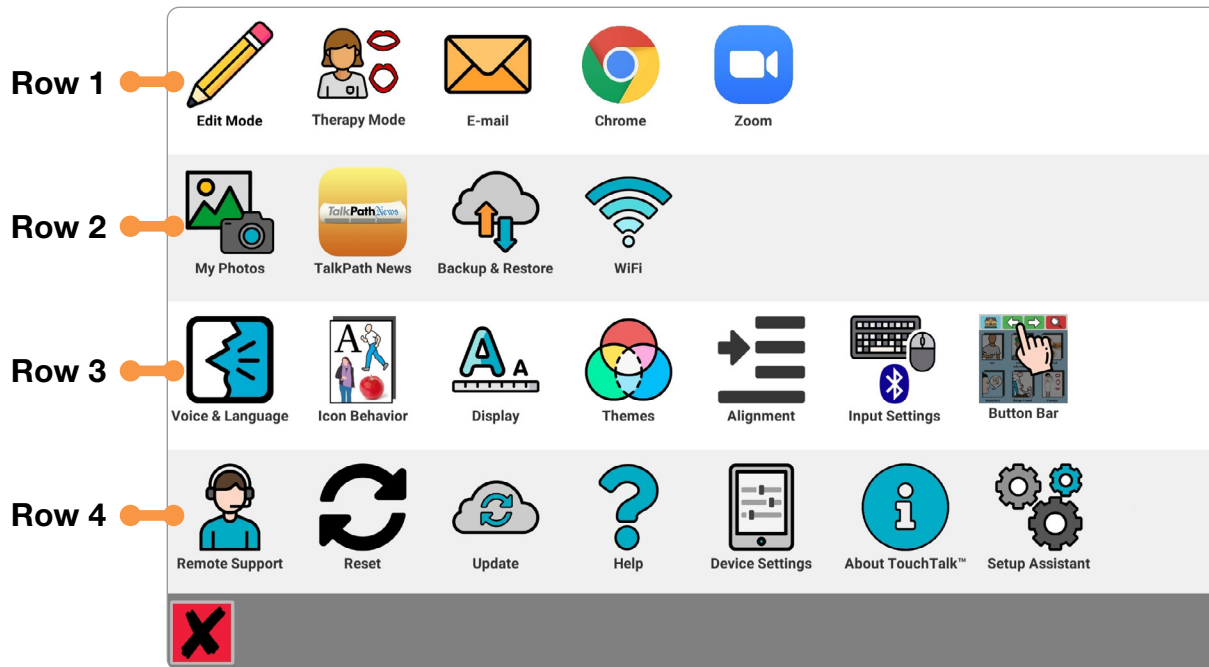 Row 1
Edit Mode Therapy Mode E-mail Chrome Zoom
Row 2
TalkPath News
My Photos TalkPath News Backup & Restore WiFi
Row 3
A
A A
Voice & Language Icon Behavior Display Themes Alignment Input Settings Button Bar
Row 4
Remote Support Reset Update Help Device Settings About TouchTalk™ Setup Assistant